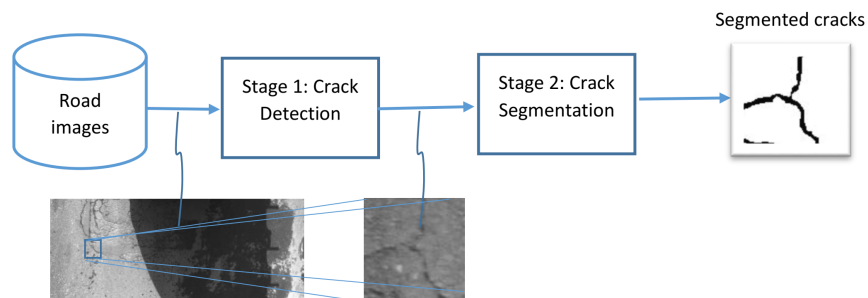 Segmented cracks
Road
images
Stage 1: Crack
Detection
Stage 2: Crack
Segmentation